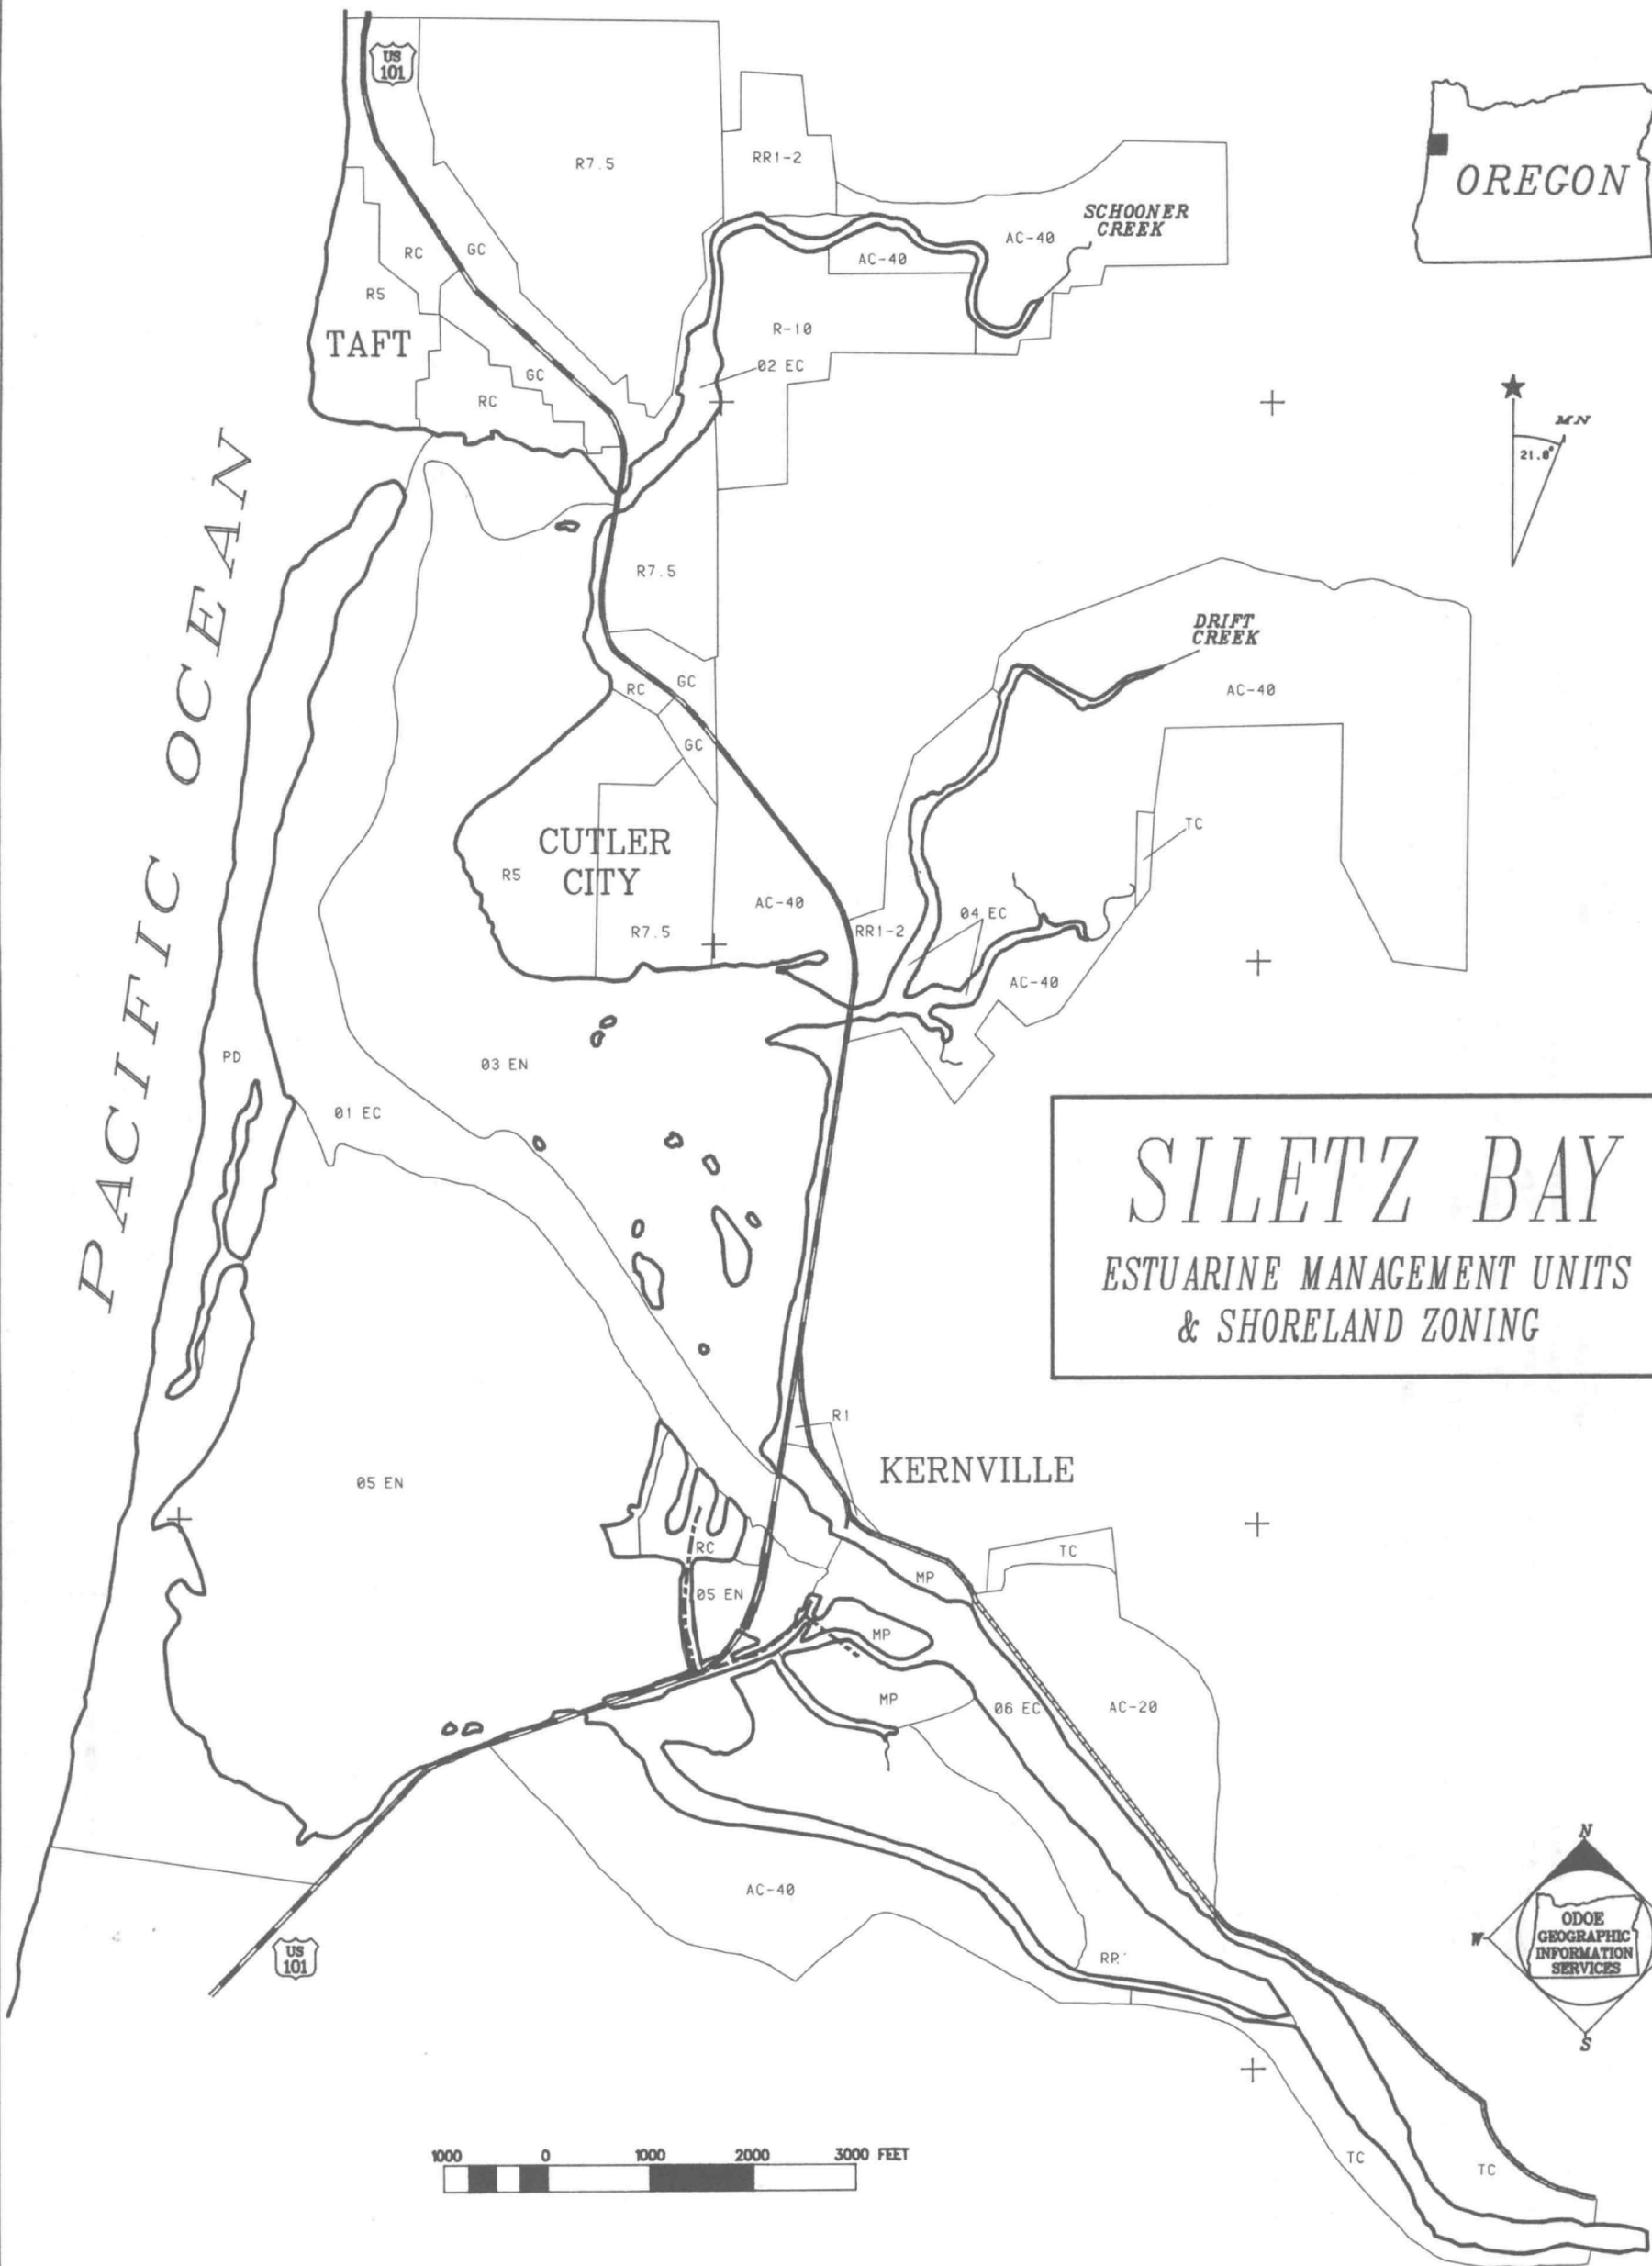 US
101
R7.5
RR1-2
OREGON
SCHOONER
CREEK
AC-40
AC-40
RC
GC
R5
R-10
TAFT
02 EC
GC
RC
MN
21.0°
PACIFIC OCEAN
R7.5
DRIFT
CREEK
RC
GC
AC-40
GC
TC
CUTLER
CITY
R5
AC-40
04 EC
R7.5
RR1-2
AC-40
03 EN
PD
01 EC
SILETZ BAY
ESTUARINE MANAGEMENT UNITS
& SHORELAND ZONING
R1
KERNVILLE
05 EN
RC
TC
MP
05 EN
MP
MP
06 EC
AC-20
N
AC-40
ODOE
GEOGRAPHIC
INFORMATION
SERVICES
W
US
101
S
1000 0 1000 2000 3000 FEET
TC
TC